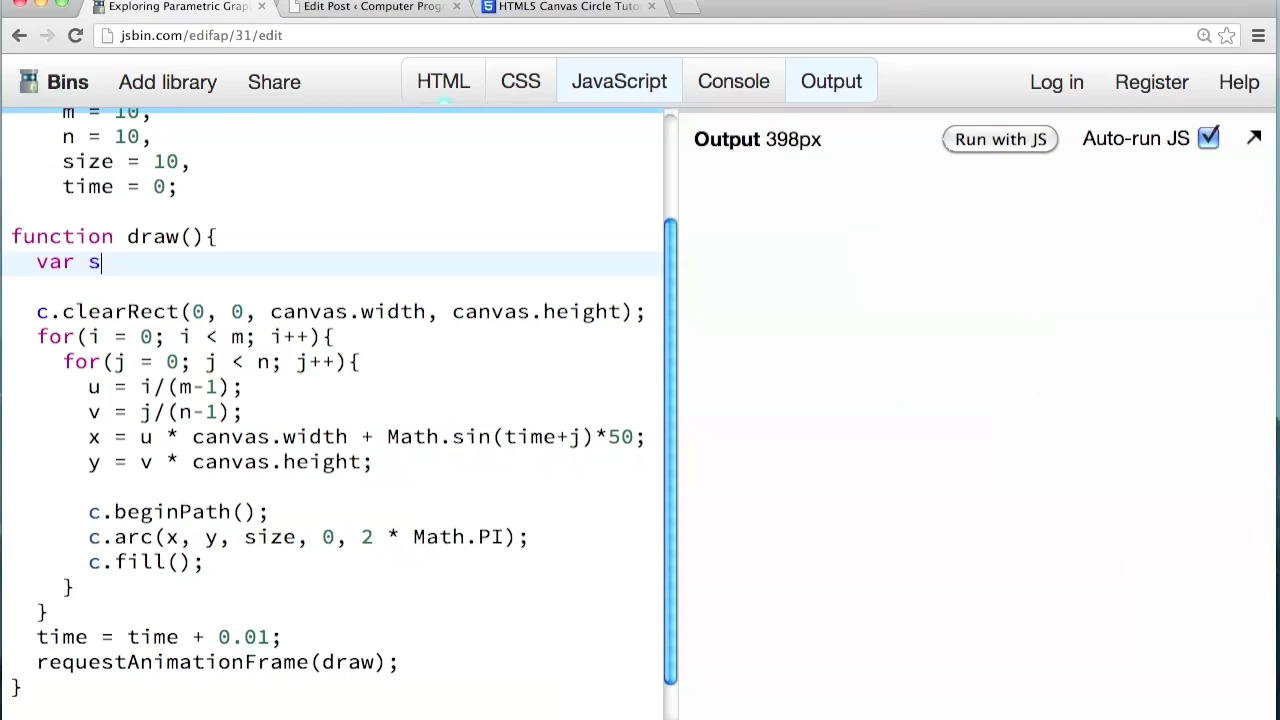 Exploring Parametric Grap
Edit Post ‹ Computer Prog
HTML5 Canvas Circle Tutor
jsbin.com/edifap/31/edit
Bins Add library Share HTML CSS JavaScript Console Output Log in Register Help
m = 10,
n = 10,
size = 10,
time = 0;
function draw(){
var s
c.clearRect(0, 0, canvas.width, canvas.height);
for(i = 0; i < m; i++){
for(j = 0; j < n; j++){
u = i/(m-1);
v = j/(n-1);
x = u * canvas.width + Math.sin(time+j)*50;
y = v * canvas.height;
c.beginPath();
c.arc(x, y, size, 0, 2 * Math.PI);
c.fill();
}
}
time = time + 0.01;
requestAnimationFrame(draw);
}
Output 398px Run with JS Auto-run JS